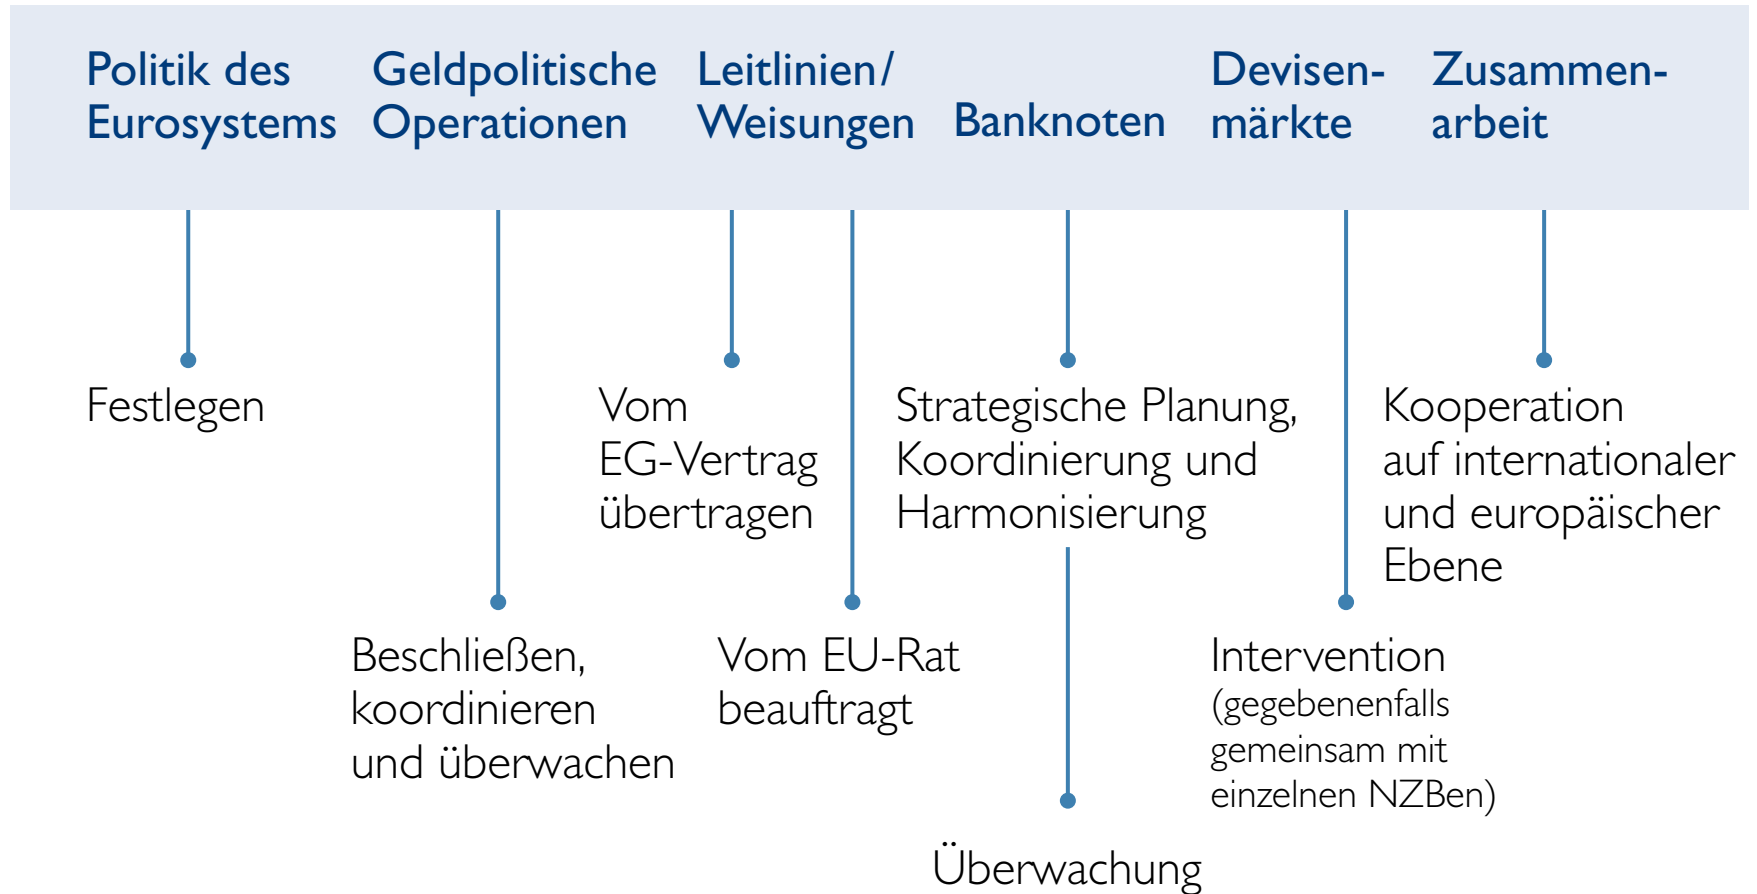 Politik des
Eurosystems
Geldpolitische
Operationen
Leitlinien/
Weisungen
Banknoten
Devisen-
märkte
Zusammen-
arbeit
Festlegen
Vom
EG-Vertrag
übertragen
Strategische Planung,
Koordinierung und
Harmonisierung
Kooperation
auf internationaler
und europäischer
Ebene
Beschließen,
koordinieren
und überwachen
Vom EU-Rat
beauftragt
Intervention
(gegebenenfalls
gemeinsam mit
einzelnen NZBen)
Überwachung